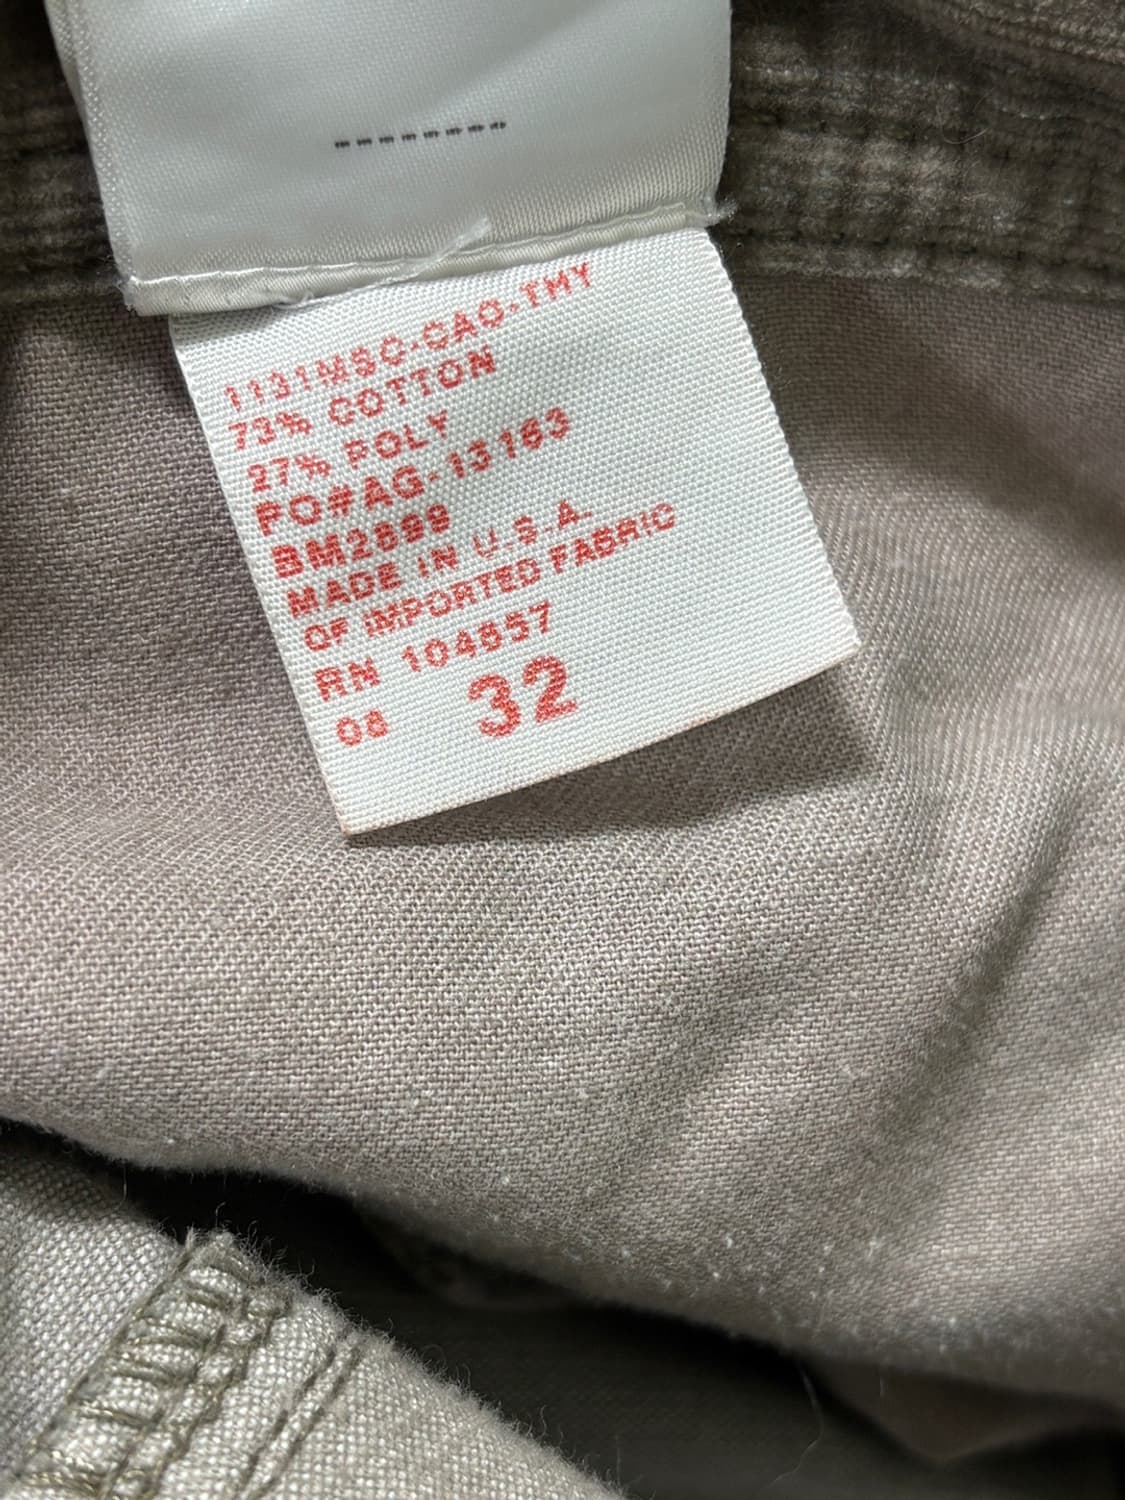 1131MSC-CAO-TMY
73% COTTON
27% POLY
PO#AG-13163
BM2899
MADE IN U.S.A.
OF IMPORTED FABRIC
RN 104857
08 32